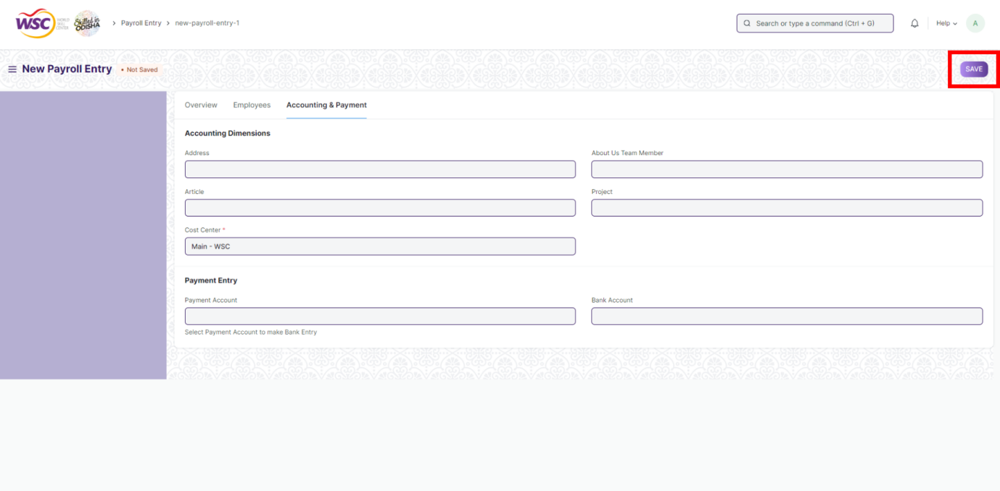 WSC WORLD SKILL CENTER Skilled in ODISHA > Payroll Entry > new-payroll-entry-1 Search or type a command (Ctrl + G) Help A
New Payroll Entry • Not Saved SAVE
Overview Employees Accounting & Payment
Accounting Dimensions
Address About Us Team Member
Article Project
Cost Center *
Main - WSC
Payment Entry
Payment Account Bank Account
Select Payment Account to make Bank Entry